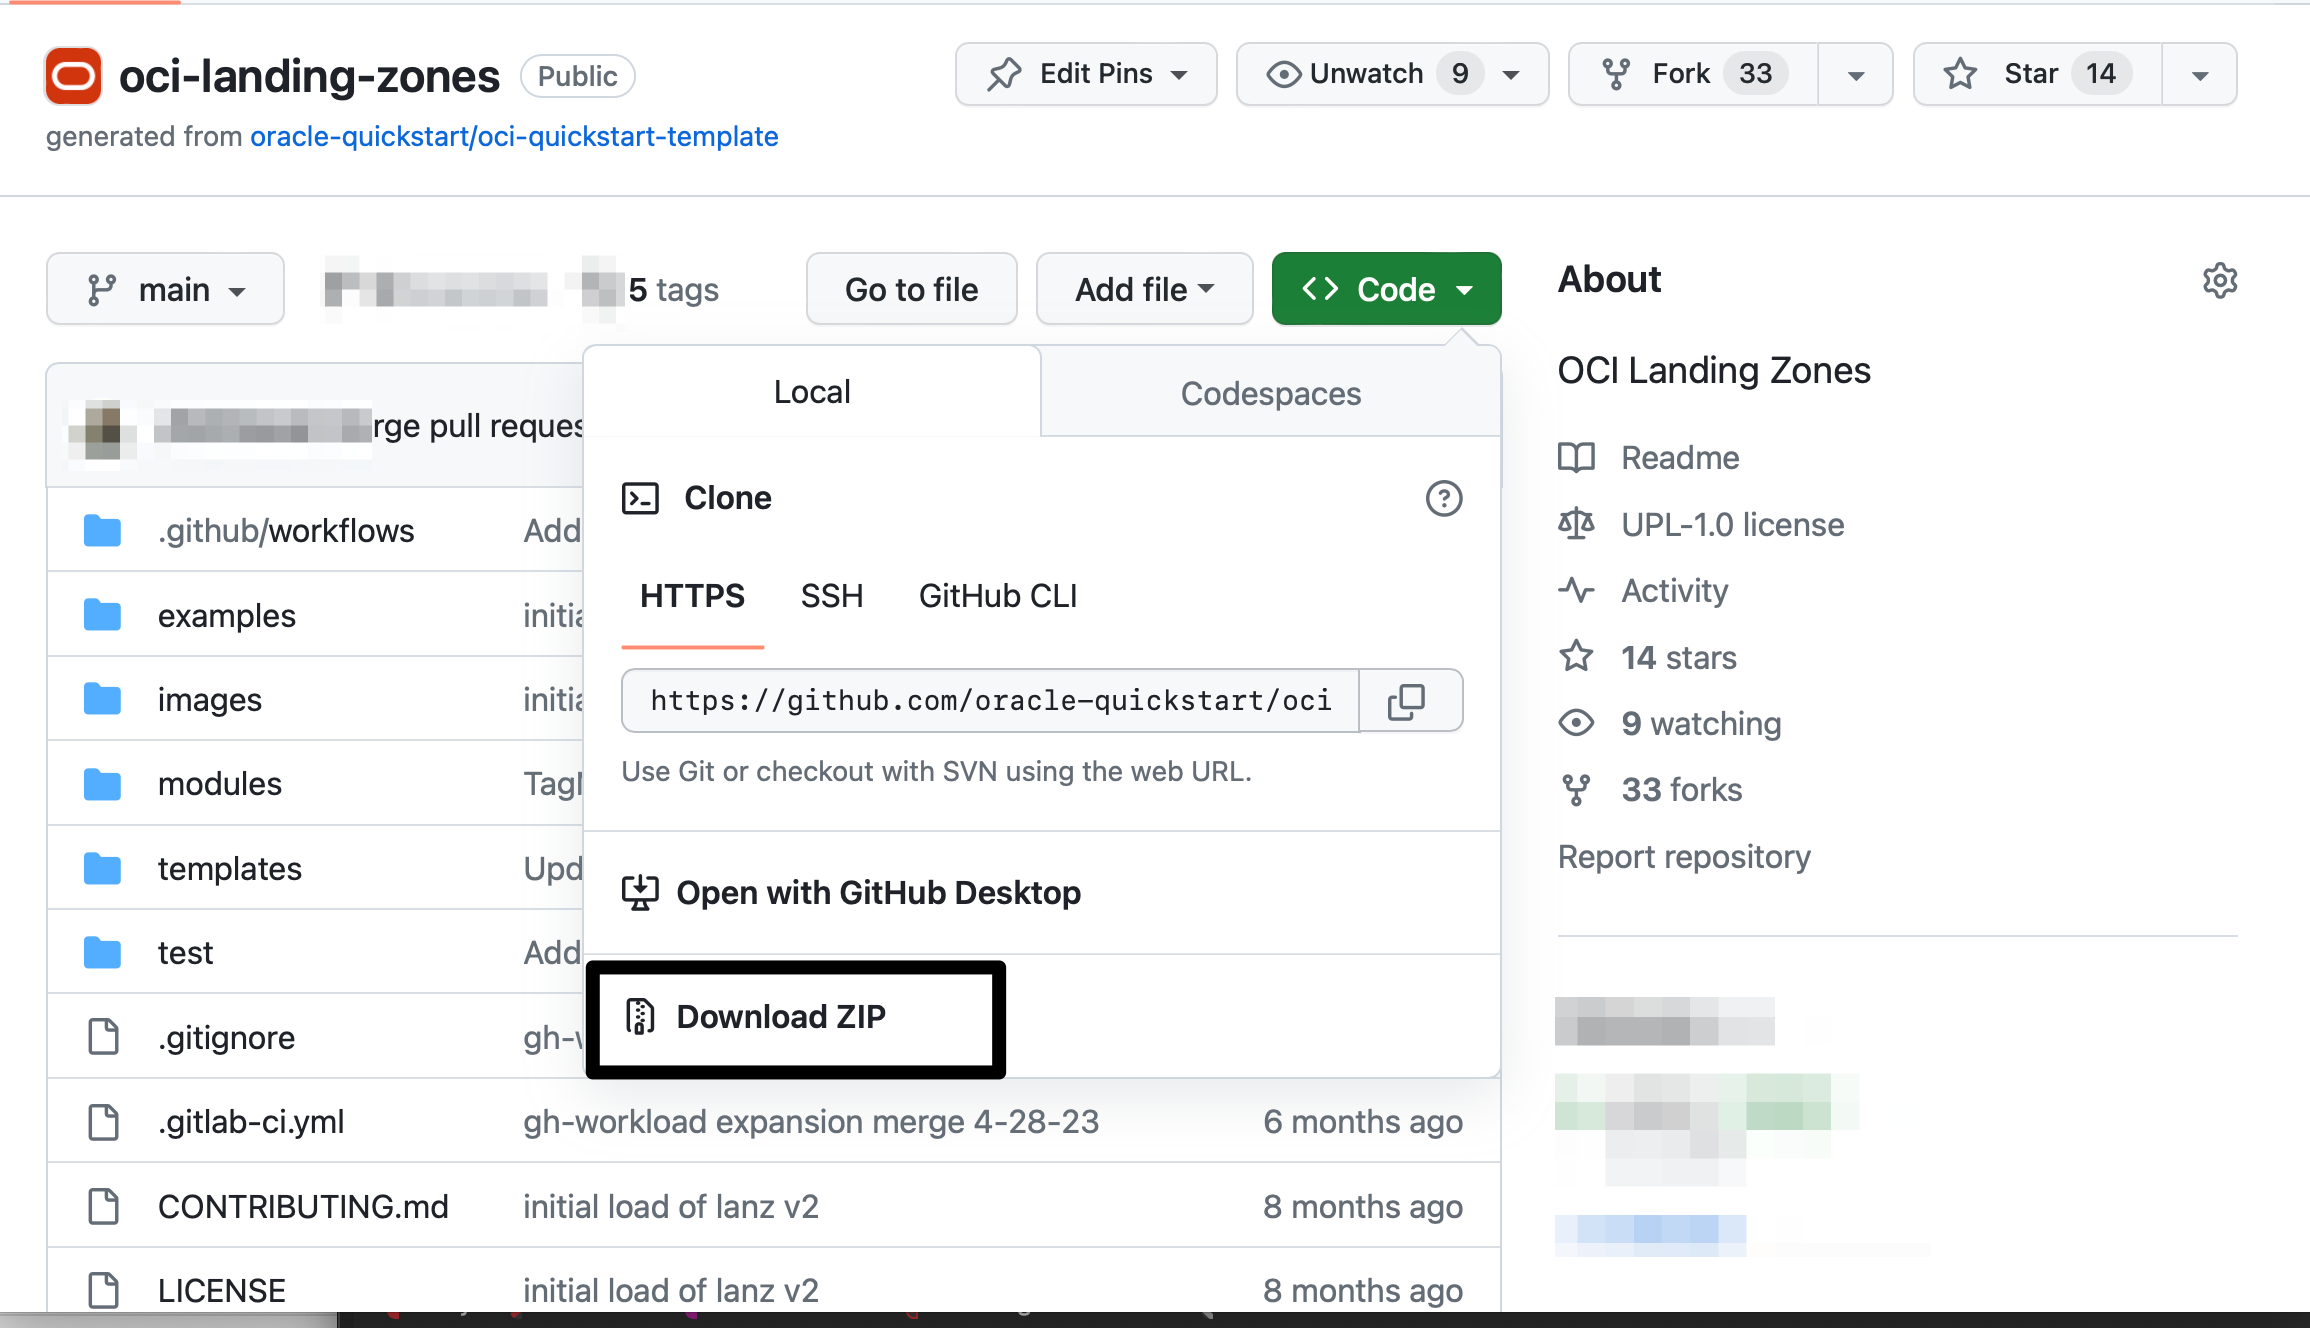 oci-landing-zones Public
Edit Pins
Unwatch 9
Fork 33
Star 14
generated from oracle-quickstart/oci-quickstart-template
main
5 tags
Go to file
Add file
<> Code
About
OCI Landing Zones
Readme
UPL-1.0 license
Activity
14 stars
9 watching
33 forks
Report repository
Local
Codespaces
Clone
HTTPS
SSH
GitHub CLI
https://github.com/oracle-quickstart/oci
Use Git or checkout with SVN using the web URL.
Open with GitHub Desktop
Download ZIP
rge pull reques
.github/workflows Add
examples initia
images initia
modules Tag
templates Upd
test Add
.gitignore gh-
.gitlab-ci.yml gh-workload expansion merge 4-28-23 6 months ago
CONTRIBUTING.md initial load of lanz v2 8 months ago
LICENSE initial load of lanz v2 8 months ago